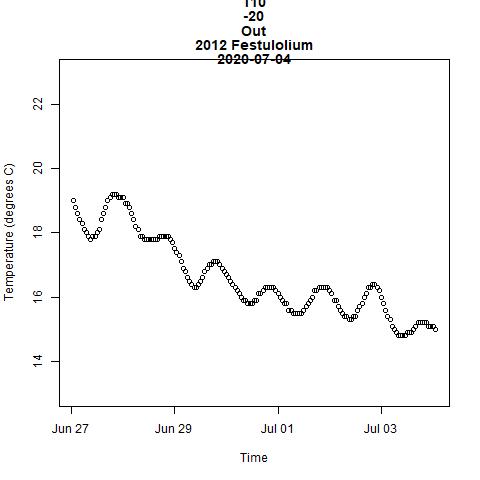 110
-20
Out
2012 Festulolium
2020-07-04
22
20
18
16
14
Temperature (degrees C)
Jun 27
Jun 29
Jul 01
Jul 03
Time